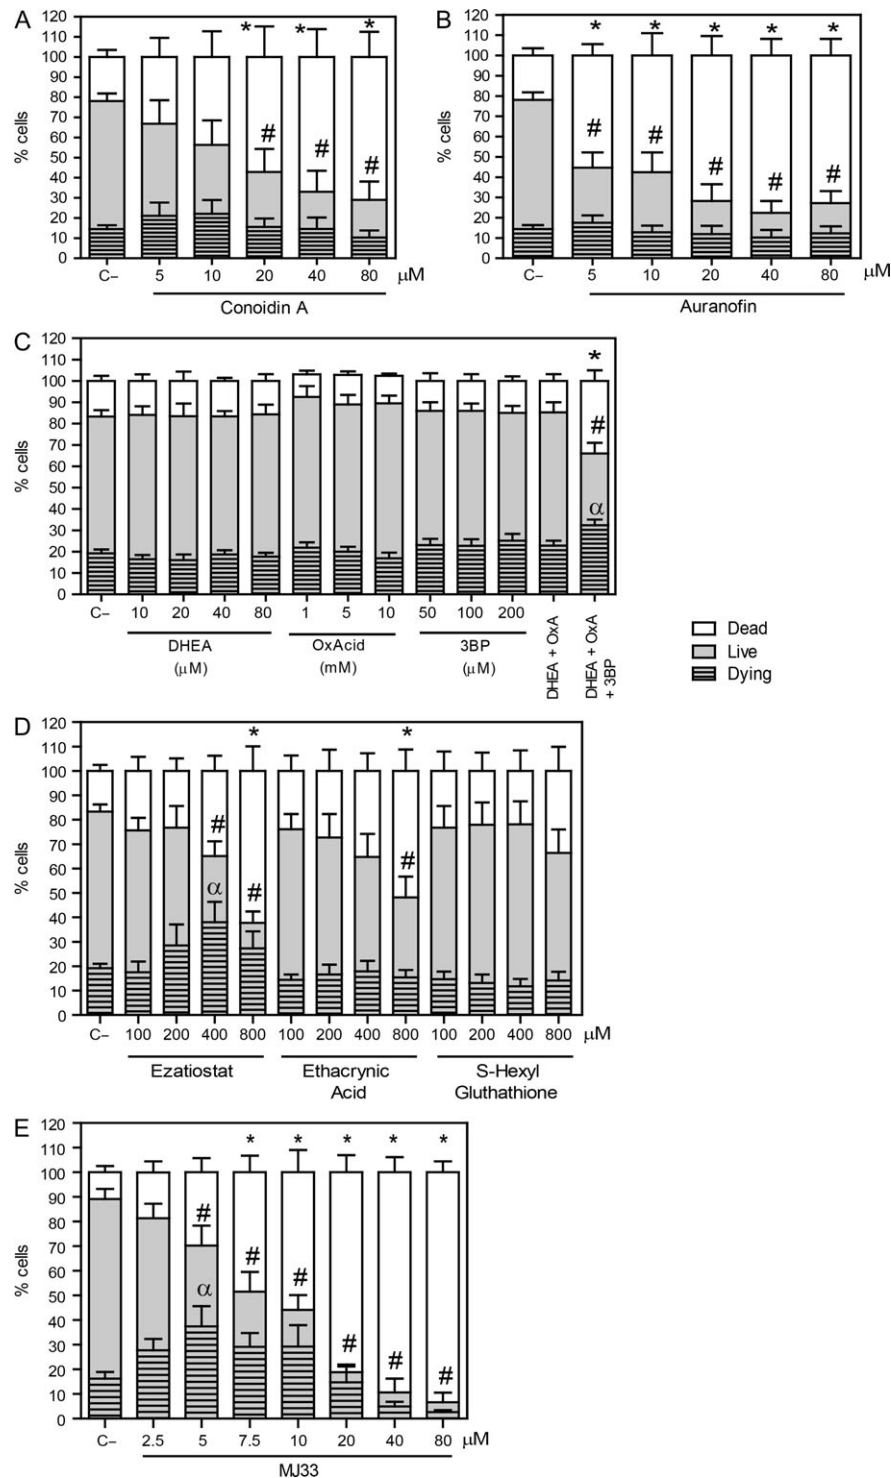 A
120
110
100
90
80
70
60
50
40
30
20
10
0
% cells
* * *
# # #
C– 5 10 20 40 80 μM
Conoidin A
B
120
110
100
90
80
70
60
50
40
30
20
10
0
% cells
* * * * *
# # # # #
C– 5 10 20 40 80 μM
Auranofin
C
120
110
100
90
80
70
60
50
40
30
20
10
0
% cells
*
#
α
C– 10 20 40 80 1 5 10 50 100 200 DHEA + OxA DHEA + OxA + 3BP
DHEA OxAcid 3BP
(μM) (mM) (μM)
Dead
Live
Dying
D
120
110
100
90
80
70
60
50
40
30
20
10
0
% cells
* *
# # #
α
C– 100 200 400 800 100 200 400 800 100 200 400 800 μM
Ezatiostat Ethacrynic S-Hexyl
Acid Gluthathione
E
120
110
100
90
80
70
60
50
40
30
20
10
0
% cells
* * * * *
# # # # # #
α
C– 2.5 5 7.5 10 20 40 80 μM
MJ33